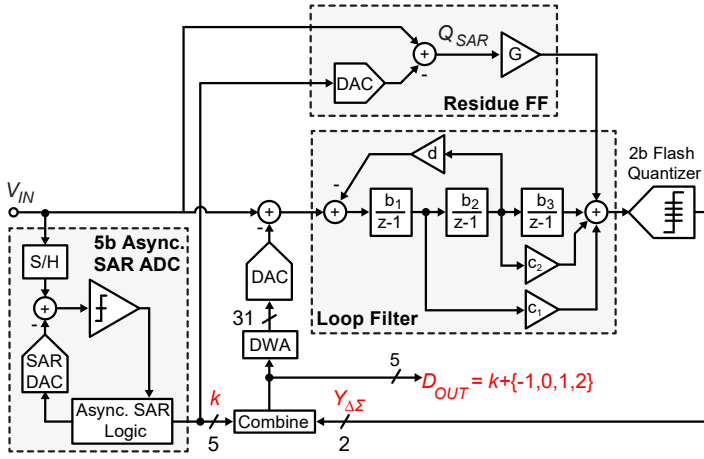 Q_SAR
G
DAC
-
Residue FF
2b Flash
Quantizer
d
-
V_IN
b₁
z-1
b₂
z-1
b₃
z-1
-
5b Async.
SAR ADC
S/H
DAC
c₂
c₁
Loop Filter
-
31
DWA
SAR
DAC
5
D_OUT = k+{-1,0,1,2}
Async. SAR
Logic
k
5
Combine
Y_ΔΣ
2